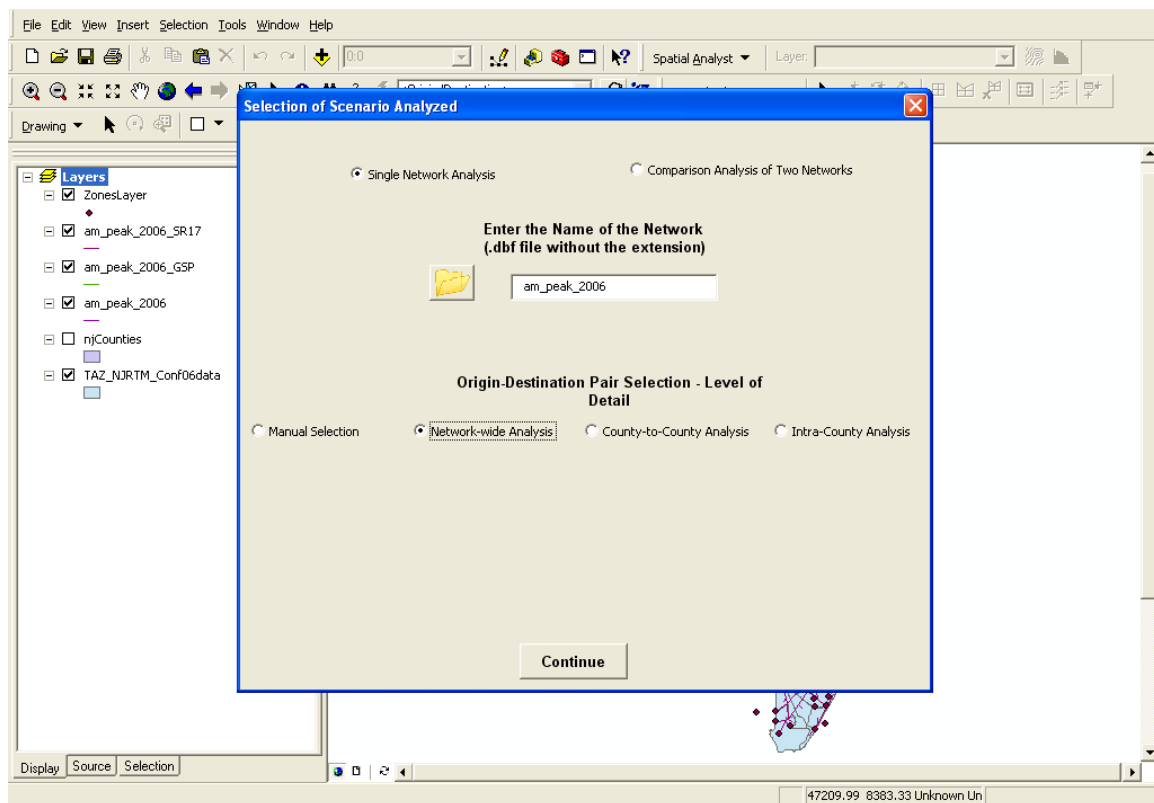 File Edit View Insert Selection Tools Window Help
0:0 Spatial Analyst Layer:
Drawing
Selection of Scenario Analyzed
Single Network Analysis
Comparison Analysis of Two Networks
Enter the Name of the Network
(.dbf file without the extension)
am_peak_2006
Origin-Destination Pair Selection - Level of
Detail
Manual Selection Network-wide Analysis County-to-County Analysis Intra-County Analysis
Continue
Layers
ZonesLayer
am_peak_2006_SR17
am_peak_2006_GSP
am_peak_2006
njCounties
TAZ_NJRTM_Conf06data
Display Source Selection
47209.99 8383.33 Unknown Un